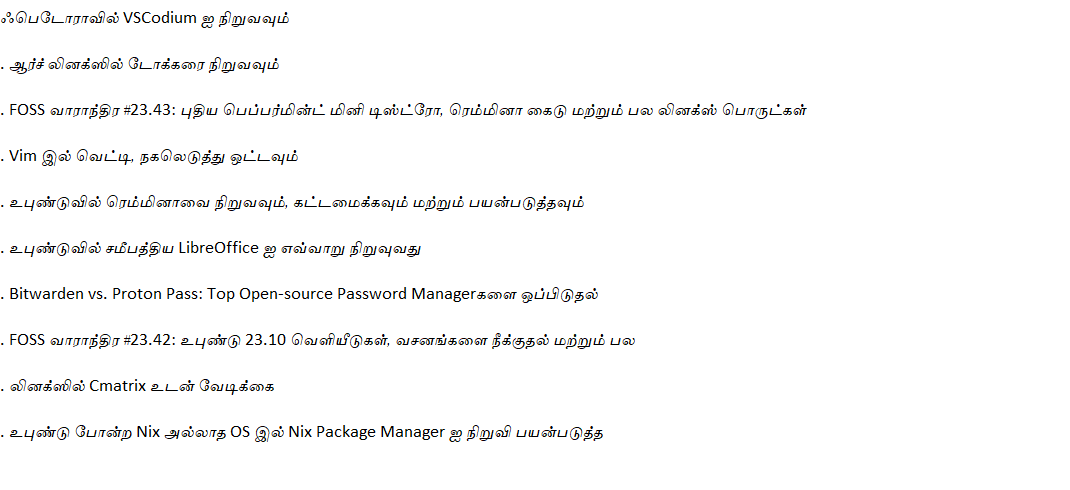 ஃபெடோராவில் VSCodium ஐ நிறுவவும்
. ஆர்ச் லினக்ஸில் டோக்கரை நிறுவவும்
. FOSS வாராந்திர #23.43: புதிய பெப்பர்மின்ட் மினி டிஸ்ட்ரோ, ரெம்மினா கைடு மற்றும் பல லினக்ஸ் பொருட்கள்
. Vim இல் வெட்டி, நகலெடுத்து ஒட்டவும்
. உபுண்டுவில் ரெம்மினாவை நிறுவவும், கட்டமைக்கவும் மற்றும் பயன்படுத்தவும்
. உபுண்டுவில் சமீபத்திய LibreOffice ஐ எவ்வாறு நிறுவுவது
. Bitwarden vs. Proton Pass: Top Open-source Password Managerகளை ஒப்பிடுதல்
. FOSS வாராந்திர #23.42: உபுண்டு 23.10 வெளியீடுகள், வசனங்களை நீக்குதல் மற்றும் பல
. லினக்ஸில் Cmatrix உடன் வேடிக்கை
. உபுண்டு போன்ற Nix அல்லாத OS இல் Nix Package Manager ஐ நிறுவி பயன்படுத்த